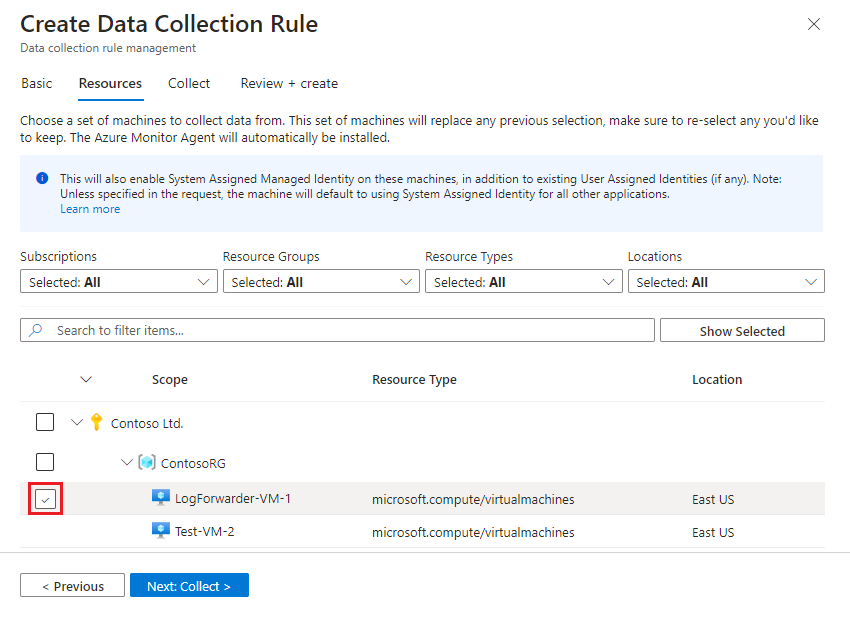 Create Data Collection Rule
Data collection rule management
Basic Resources Collect Review + create
Choose a set of machines to collect data from. This set of machines will replace any previous selection, make sure to re-select any you'd like
to keep. The Azure Monitor Agent will automatically be installed.
This will also enable System Assigned Managed Identity on these machines, in addition to existing User Assigned Identities (if any). Note:
Unless specified in the request, the machine will default to using System Assigned Identity for all other applications.
Learn more
Subscriptions Resource Groups Resource Types Locations
Selected: All Selected: All Selected: All Selected: All
Search to filter items... Show Selected
Scope Resource Type Location
Contoso Ltd.
ContosoRG
LogForwarder-VM-1 microsoft.compute/virtualmachines East US
Test-VM-2 microsoft.compute/virtualmachines East US
< Previous Next: Collect >